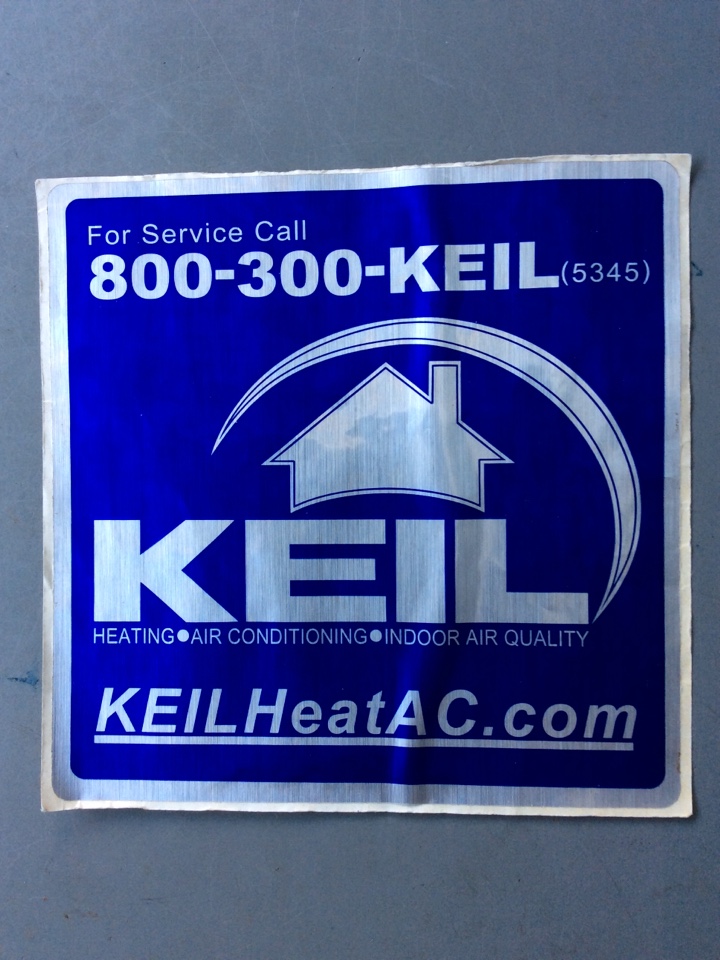 For Service Call
800-300-KEIL(5345)
KEIL
HEATING●AIR CONDITIONING●INDOOR AIR QUALITY
KEILHeatAC.com